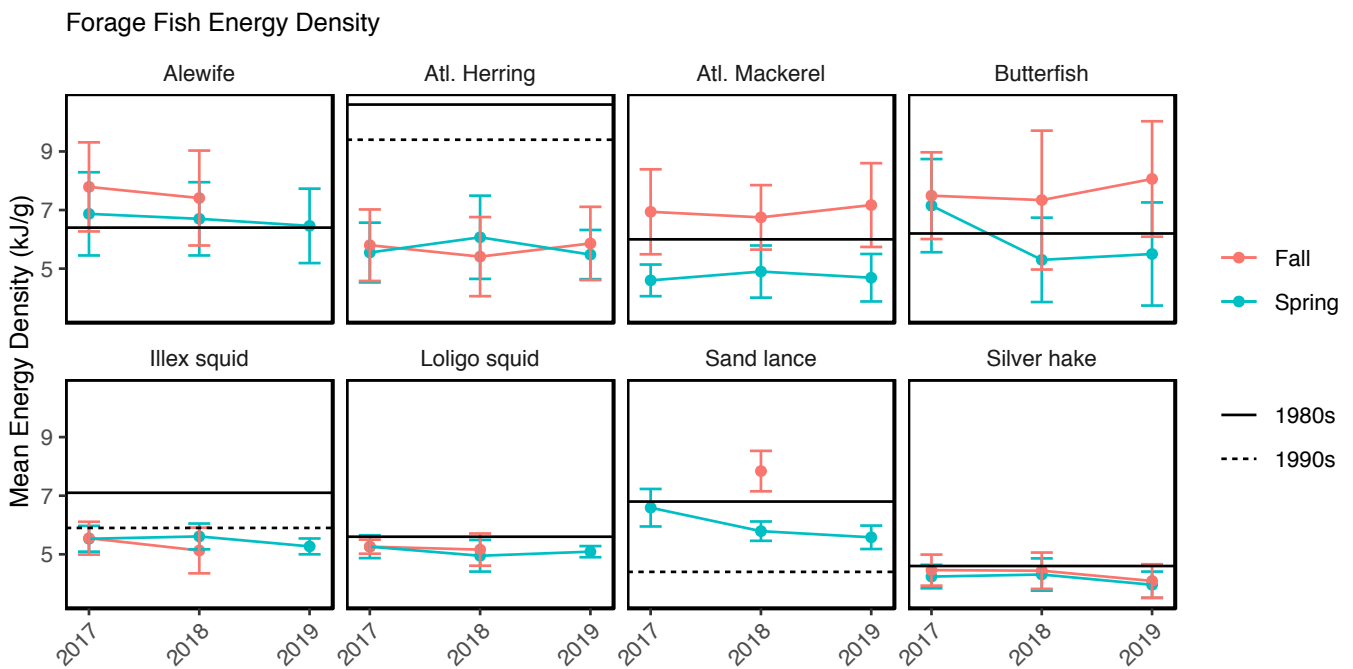 Forage Fish Energy Density
Alewife
Atl. Herring
Atl. Mackerel
Butterfish
9
7
5
Illex squid
Loligo squid
Sand lance
Silver hake
9
7
5
2017
2018
2019
2017
2018
2019
2017
2018
2019
2017
2018
2019
Mean Energy Density (kJ/g)
Fall
Spring
1980s
1990s